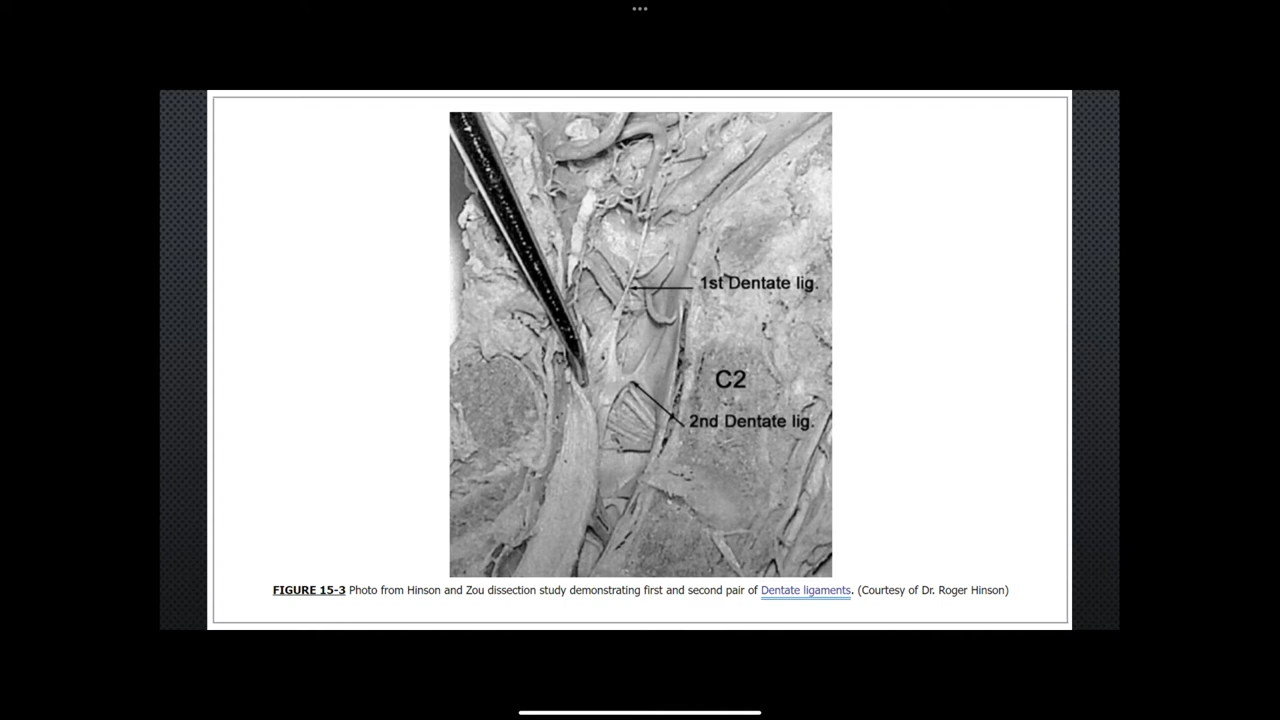 1st Dentate lig.
C2
2nd Dentate lig.
FIGURE 15-3 Photo from Hinson and Zou dissection study demonstrating first and second pair of Dentate ligaments. (Courtesy of Dr. Roger Hinson)